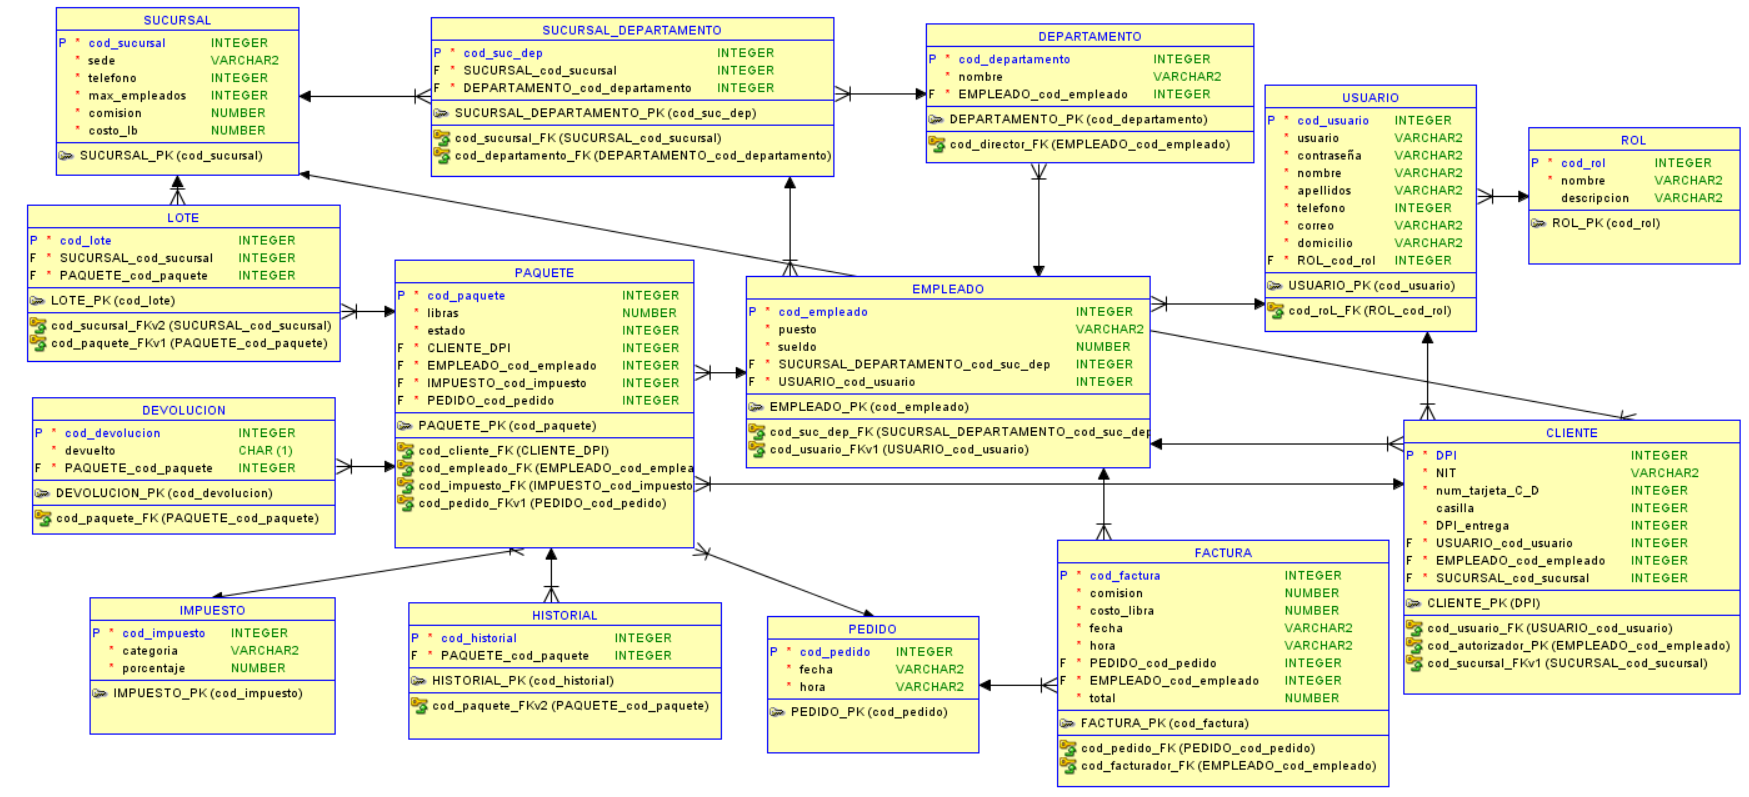 SUCURSAL
P * cod_sucursal INTEGER
* sede VARCHAR2
* telefono INTEGER
* max_empleados INTEGER
* comision NUMBER
* costo_lb NUMBER
SUCURSAL_PK (cod_sucursal)
SUCURSAL_DEPARTAMENTO
P * cod_suc_dep INTEGER
F * SUCURSAL_cod_sucursal INTEGER
F * DEPARTAMENTO_cod_departamento INTEGER
SUCURSAL_DEPARTAMENTO_PK (cod_suc_dep)
cod_sucursal_FK (SUCURSAL_cod_sucursal)
cod_departamento_FK (DEPARTAMENTO_cod_departamento)
DEPARTAMENTO
P * cod_departamento INTEGER
* nombre VARCHAR2
F * EMPLEADO_cod_empleado INTEGER
DEPARTAMENTO_PK (cod_departamento)
cod_director_FK (EMPLEADO_cod_empleado)
USUARIO
P * cod_usuario INTEGER
* usuario VARCHAR2
* contraseña VARCHAR2
* nombre VARCHAR2
* apellidos VARCHAR2
* telefono INTEGER
* correo VARCHAR2
* domicilio VARCHAR2
F * ROL_cod_rol INTEGER
USUARIO_PK (cod_usuario)
cod_roL_FK (ROL_cod_rol)
ROL
P * cod_rol INTEGER
* nombre VARCHAR2
descripcion VARCHAR2
ROL_PK (cod_rol)
LOTE
P * cod_lote INTEGER
F * SUCURSAL_cod_sucursal INTEGER
F * PAQUETE_cod_paquete INTEGER
LOTE_PK (cod_lote)
cod_sucursal_FKv2 (SUCURSAL_cod_sucursal)
cod_paquete_FKv1 (PAQUETE_cod_paquete)
PAQUETE
P * cod_paquete INTEGER
* libras NUMBER
* estado INTEGER
F * CLIENTE_DPI INTEGER
F * EMPLEADO_cod_empleado INTEGER
F * IMPUESTO_cod_impuesto INTEGER
F * PEDIDO_cod_pedido INTEGER
PAQUETE_PK (cod_paquete)
cod_cliente_FK (CLIENTE_DPI)
cod_empleado_FK (EMPLEADO_cod_emplea
cod_impuesto_FK (IMPUESTO_cod_impuesto
cod_pedido_FKv1 (PEDIDO_cod_pedido)
EMPLEADO
P * cod_empleado INTEGER
* puesto VARCHAR2
* sueldo NUMBER
F * SUCURSAL_DEPARTAMENTO_cod_suc_dep INTEGER
F * USUARIO_cod_usuario INTEGER
EMPLEADO_PK (cod_empleado)
cod_suc_dep_FK (SUCURSAL_DEPARTAMENTO_cod_suc_dep
cod_usuario_FKv1 (USUARIO_cod_usuario)
DEVOLUCION
P * cod_devolucion INTEGER
* devuelto CHAR (1)
F * PAQUETE_cod_paquete INTEGER
DEVOLUCION_PK (cod_devolucion)
cod_paquete_FK (PAQUETE_cod_paquete)
CLIENTE
P * DPI INTEGER
* NIT VARCHAR2
* num_tarjeta_C_D INTEGER
casilla INTEGER
* DPI_entrega INTEGER
F * USUARIO_cod_usuario INTEGER
F * EMPLEADO_cod_empleado INTEGER
F * SUCURSAL_cod_sucursal INTEGER
CLIENTE_PK (DPI)
cod_usuario_FK (USUARIO_cod_usuario)
cod_autorizador_PK (EMPLEADO_cod_empleado)
cod_sucursal_FKv1 (SUCURSAL_cod_sucursal)
IMPUESTO
P * cod_impuesto INTEGER
* categoria VARCHAR2
* porcentaje NUMBER
IMPUESTO_PK (cod_impuesto)
HISTORIAL
P * cod_historial INTEGER
F * PAQUETE_cod_paquete INTEGER
HISTORIAL_PK (cod_historial)
cod_paquete_FKv2 (PAQUETE_cod_paquete)
PEDIDO
P * cod_pedido INTEGER
* fecha VARCHAR2
* hora VARCHAR2
PEDIDO_PK (cod_pedido)
FACTURA
P * cod_factura INTEGER
* comision NUMBER
* costo_libra NUMBER
* fecha VARCHAR2
* hora VARCHAR2
F * PEDIDO_cod_pedido INTEGER
F * EMPLEADO_cod_empleado INTEGER
* total NUMBER
FACTURA_PK (cod_factura)
cod_pedido_FK (PEDIDO_cod_pedido)
cod_facturador_FK (EMPLEADO_cod_empleado)